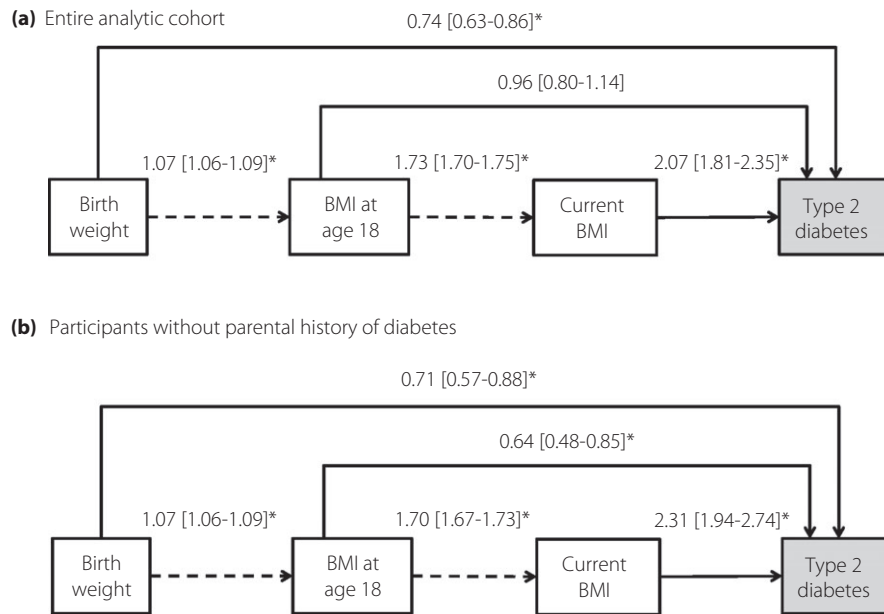 (a) Entire analytic cohort
0.74 [0.63-0.86]*
0.96 [0.80-1.14]
1.07 [1.06-1.09]*
1.73 [1.70-1.75]*
2.07 [1.81-2.35]*
Birth
weight
BMI at
age 18
Current
BMI
Type 2
diabetes
(b) Participants without parental history of diabetes
0.71 [0.57-0.88]*
0.64 [0.48-0.85]*
1.07 [1.06-1.09]*
1.70 [1.67-1.73]*
2.31 [1.94-2.74]*
Birth
weight
BMI at
age 18
Current
BMI
Type 2
diabetes